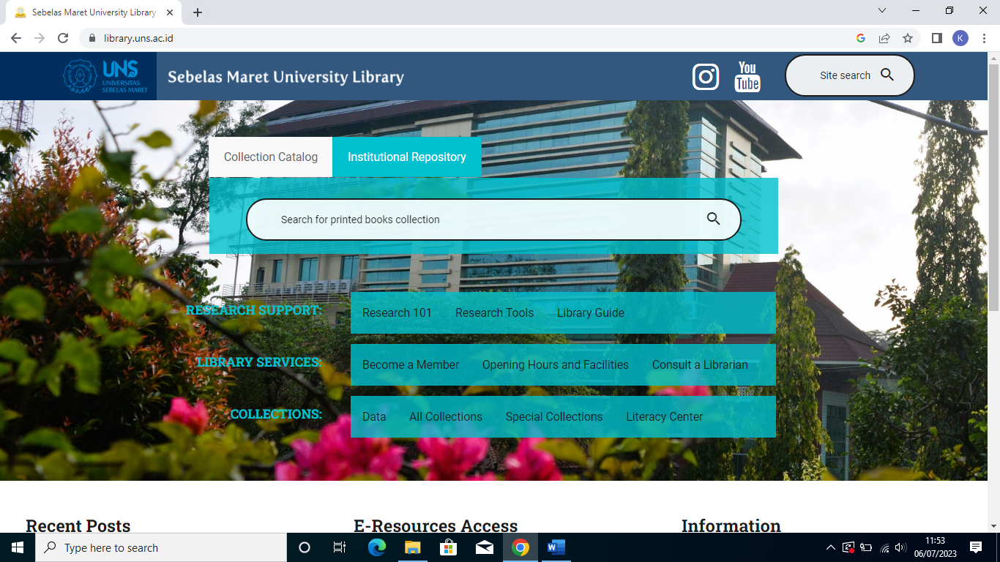 Sebelas Maret University Library
library.uns.ac.id
K
UNS
UNIVERSITAS
SEBELAS MARET
Sebelas Maret University Library
You
Tube
Site search
Collection Catalog
Institutional Repository
Search for printed books collection
RESEARCH SUPPORT:
Research 101
Research Tools
Library Guide
LIBRARY SERVICES:
Become a Member
Opening Hours and Facilities
Consult a Librarian
COLLECTIONS:
Data
All Collections
Special Collections
Literacy Center
Recent Posts
E-Resources Access
Information
Type here to search
11:53
06/07/2023